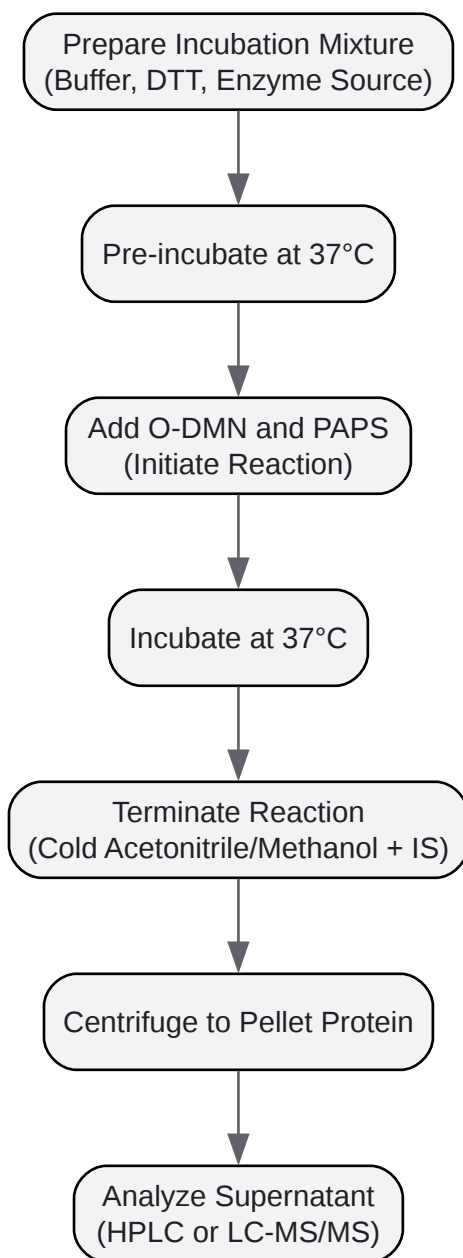 Prepare Incubation Mixture
(Buffer, DTT, Enzyme Source)
Pre-incubate at 37°C
Add O-DMN and PAPS
(Initiate Reaction)
Incubate at 37°C
Terminate Reaction
(Cold Acetonitrile/Methanol + IS)
Centrifuge to Pellet Protein
Analyze Supernatant
(HPLC or LC-MS/MS)